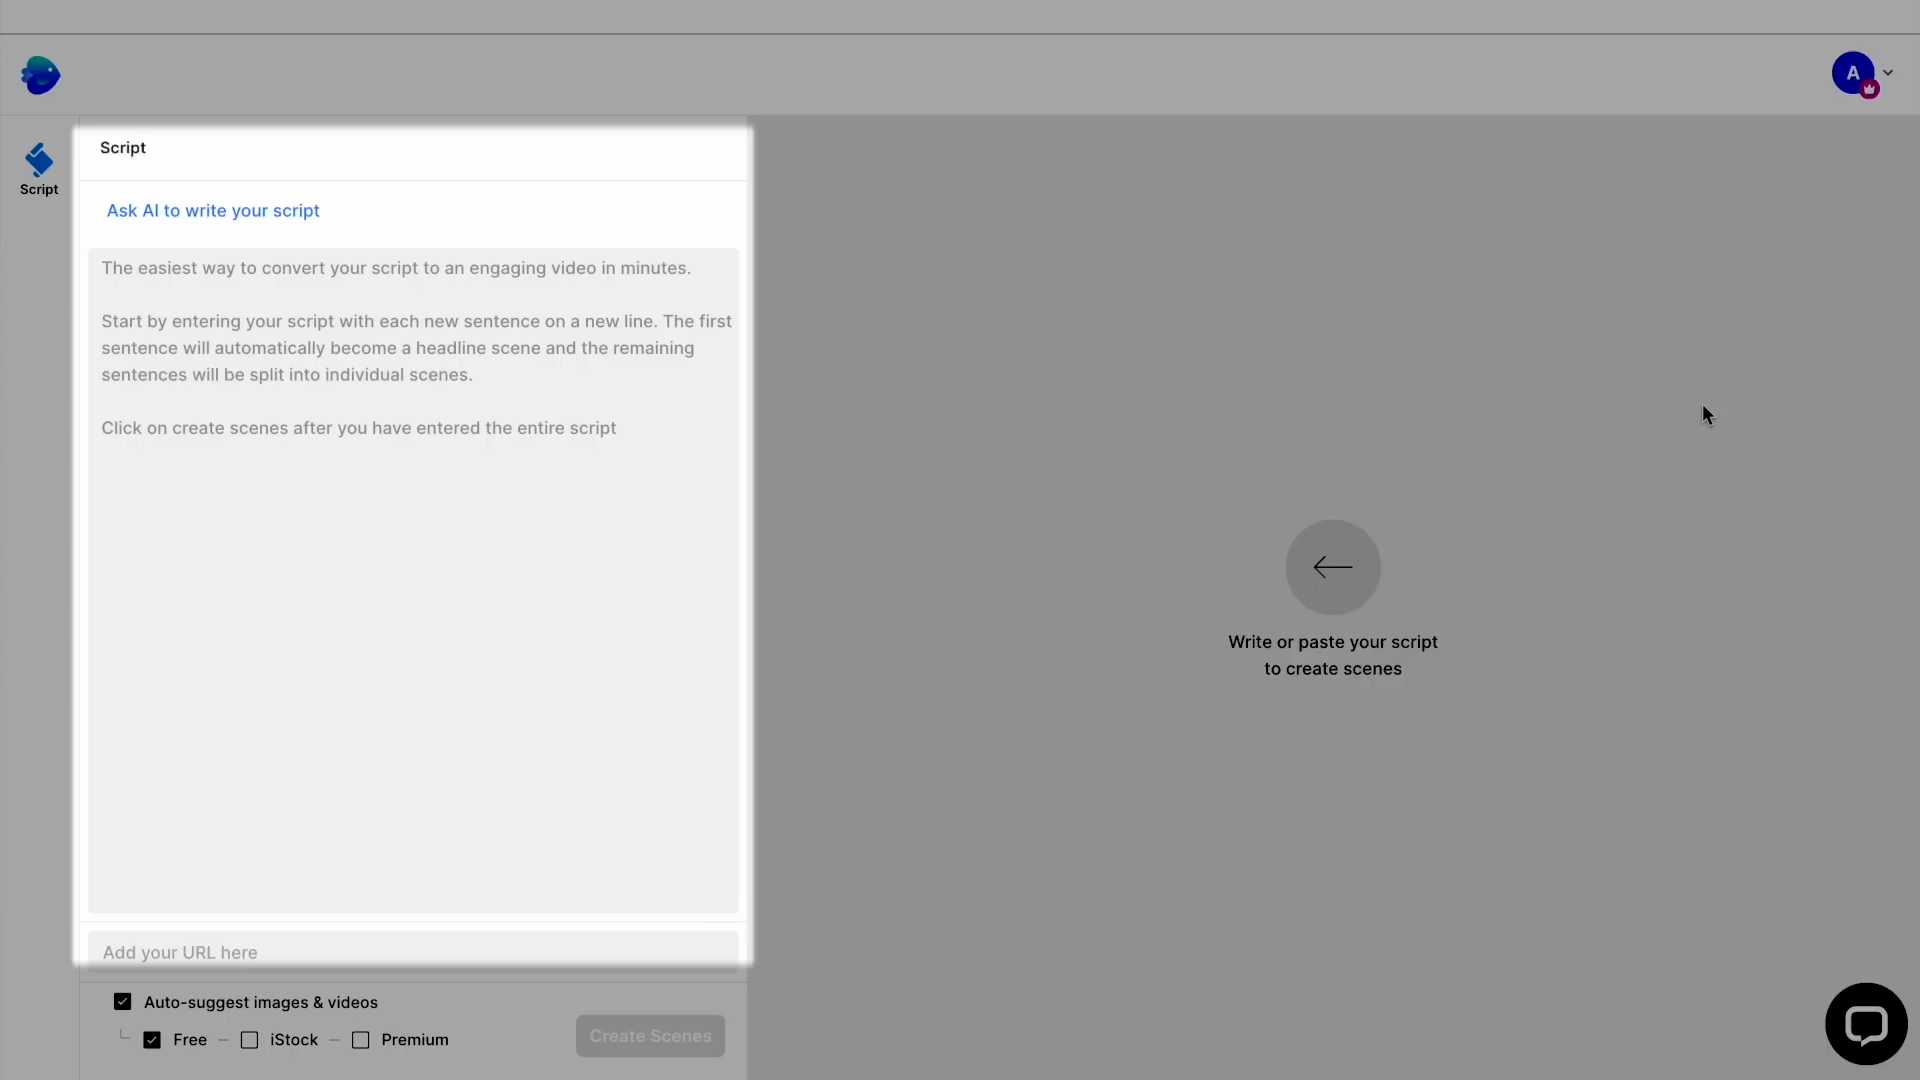 A
Script
Script
Ask AI to write your script
The easiest way to convert your script to an engaging video in minutes.
Start by entering your script with each new sentence on a new line. The first
sentence will automatically become a headline scene and the remaining
sentences will be split into individual scenes.
Click on create scenes after you have entered the entire script
Write or paste your script
to create scenes
Add your URL here
Auto-suggest images & videos
Free – iStock – Premium
Create Scenes